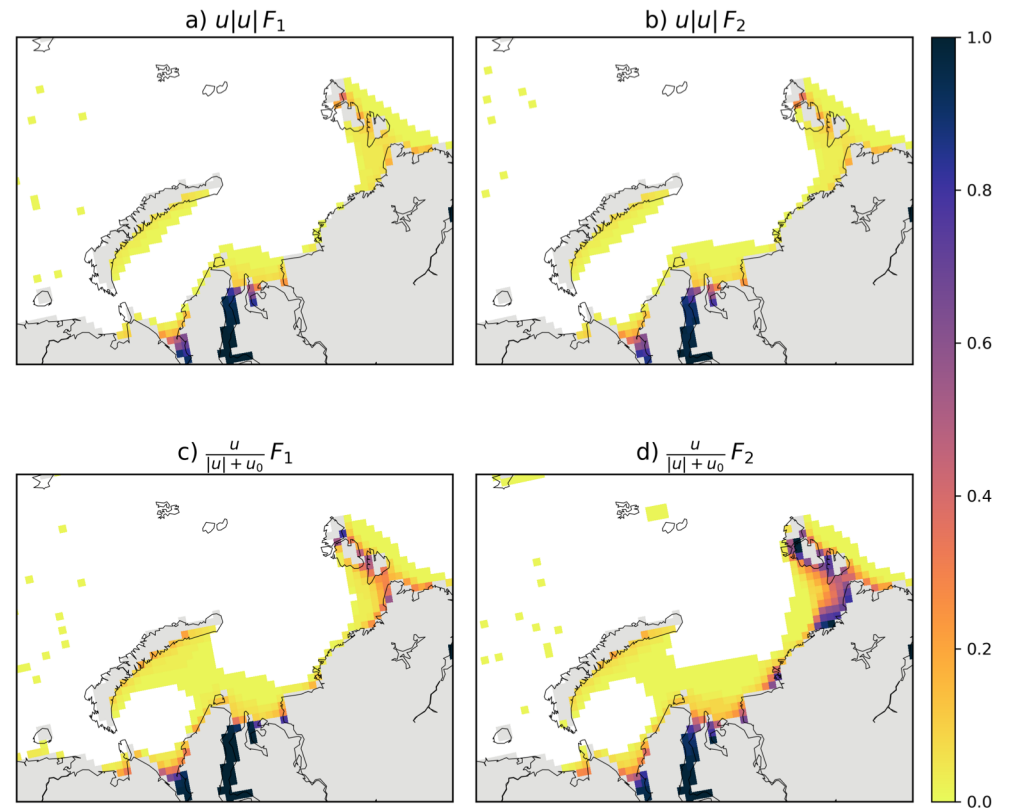 a) u|u| F₁
b) u|u| F₂
1.0
0.8
0.6
c) u/(|u| + u₀) F₁
d) u/(|u| + u₀) F₂
0.4
0.2
0.0